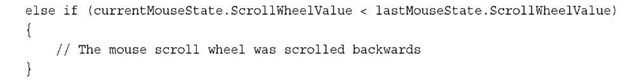 else if (currentMouseState.ScrollWheelValue < lastMouseState.ScrollWheelValue)
{
// The mouse scroll wheel was scrolled backwards
}